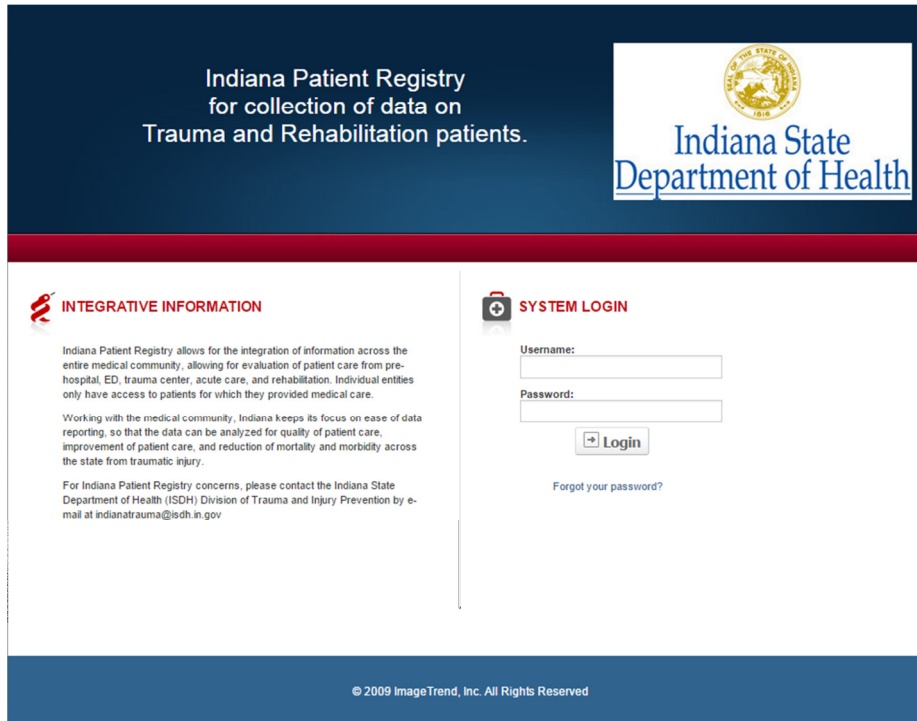 Indiana Patient Registry
for collection of data on
Trauma and Rehabilitation patients.
SEAL OF THE STATE OF INDIANA
1816
Indiana State
Department of Health
INTEGRATIVE INFORMATION
Indiana Patient Registry allows for the integration of information across the
entire medical community, allowing for evaluation of patient care from pre-
hospital, ED, trauma center, acute care, and rehabilitation. Individual entities
only have access to patients for which they provided medical care.
Working with the medical community, Indiana keeps its focus on ease of data
reporting, so that the data can be analyzed for quality of patient care,
improvement of patient care, and reduction of mortality and morbidity across
the state from traumatic injury.
For Indiana Patient Registry concerns, please contact the Indiana State
Department of Health (ISDH) Division of Trauma and Injury Prevention by e-
mail at indianatrauma@isdh.in.gov
SYSTEM LOGIN
Username:
Password:
Login
Forgot your password?
© 2009 ImageTrend, Inc. All Rights Reserved